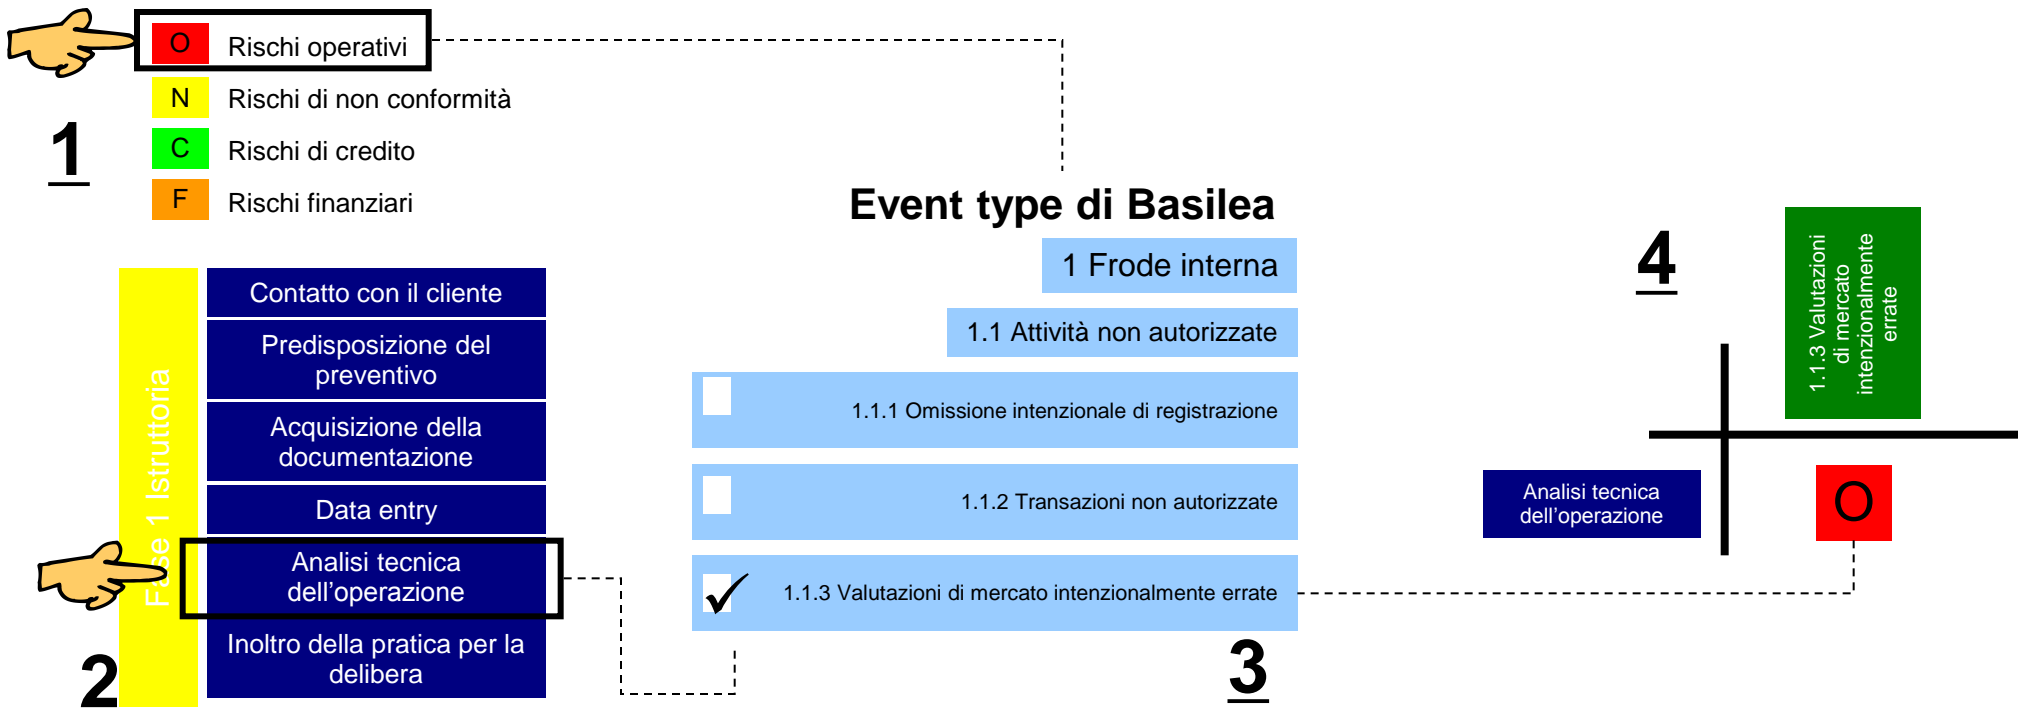 O Rischi operativi
N Rischi di non conformità
C Rischi di credito
F Rischi finanziari
1
Event type di Basilea
1 Frode interna
1.1 Attività non autorizzate
1.1.1 Omissione intenzionale di registrazione
1.1.2 Transazioni non autorizzate
1.1.3 Valutazioni di mercato intenzionalmente errate
3
Fase 1 Istruttoria
Contatto con il cliente
Predisposizione del
preventivo
Acquisizione della
documentazione
Data entry
Analisi tecnica
dell’operazione
Inoltro della pratica per la
delibera
2
4
1.1.3 Valutazioni
di mercato
intenzionalmente
errate
Analisi tecnica
dell’operazione
O